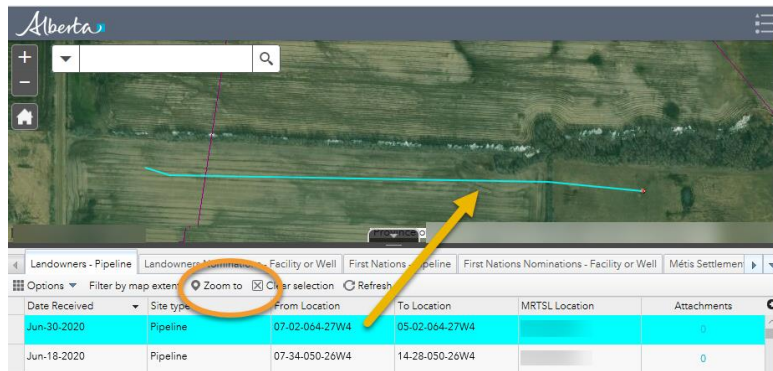 Alberta
+
−
Province o
Landowners - Pipeline Landowners Nominations - Facility or Well First Nations - Pipeline First Nations Nominations - Facility or Well Métis Settlemen
Options Filter by map extent Zoom to Clear selection Refresh
Date Received Site type From Location To Location MRTSL Location Attachments
Jun-30-2020 Pipeline 07-02-064-27W4 05-02-064-27W4 0
Jun-18-2020 Pipeline 07-34-050-26W4 14-28-050-26W4 0